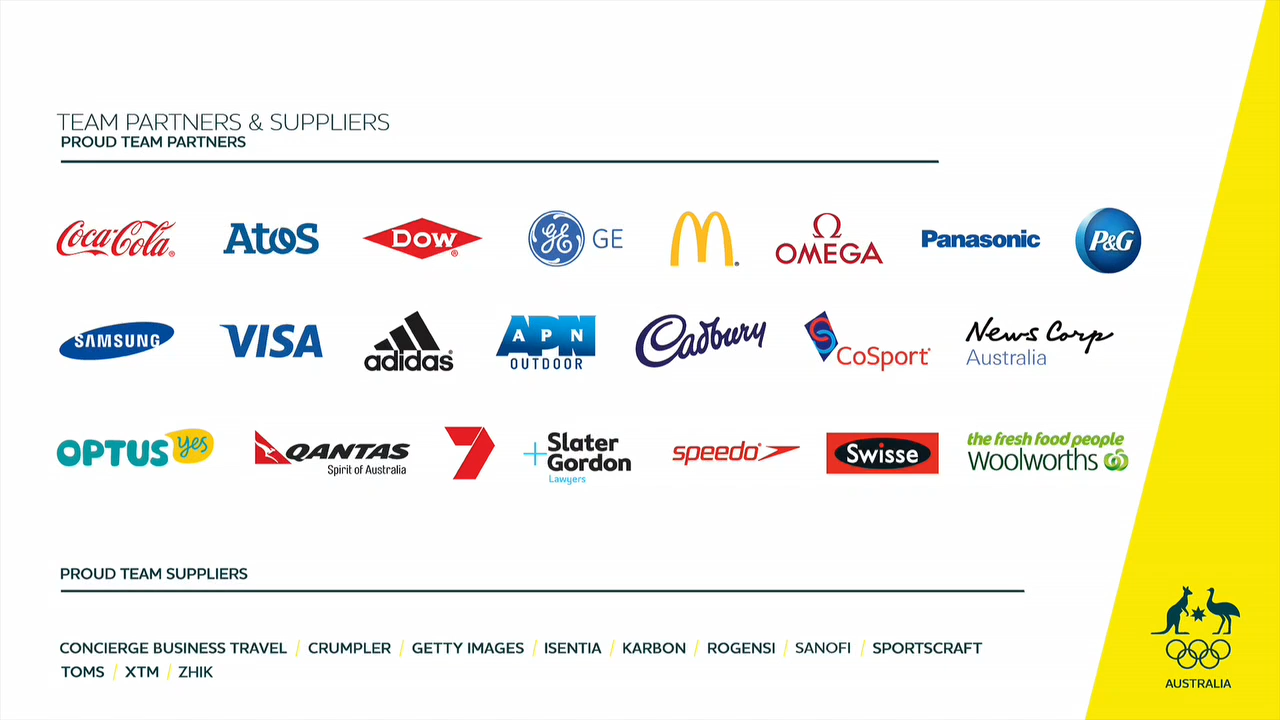 TEAM PARTNERS & SUPPLIERS
PROUD TEAM PARTNERS
Coca-Cola® Atos DOW® GE GE M® Ω OMEGA Panasonic P&G
SAMSUNG VISA adidas® APN OUTDOOR Cadbury CoSport® News Corp Australia
OPTUS yes QANTAS Spirit of Australia 7 Slater + Gordon Lawyers speedo® Swisse the fresh food people Woolworths
PROUD TEAM SUPPLIERS
CONCIERGE BUSINESS TRAVEL / CRUMPLER / GETTY IMAGES / ISENTIA / KARBON / ROGENSI / SANOFI / SPORTSCRAFT
TOMS / XTM / ZHIK
AUSTRALIA